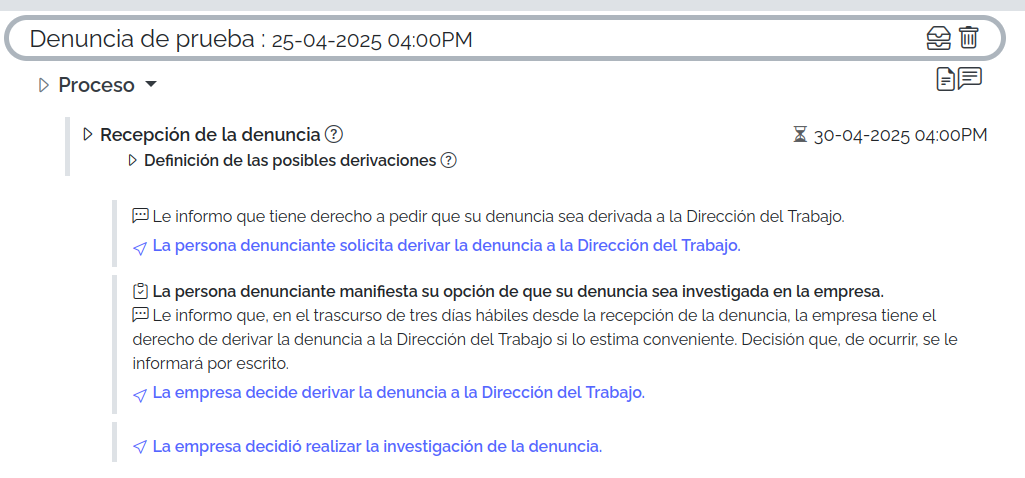 Denuncia de prueba : 25-04-2025 04:00PM
Proceso
Recepción de la denuncia
30-04-2025 04:00PM
Definición de las posibles derivaciones
Le informo que tiene derecho a pedir que su denuncia sea derivada a la Dirección del Trabajo.
La persona denunciante solicita derivar la denuncia a la Dirección del Trabajo.
La persona denunciante manifiesta su opción de que su denuncia sea investigada en la empresa.
Le informo que, en el trascurso de tres días hábiles desde la recepción de la denuncia, la empresa tiene el
derecho de derivar la denuncia a la Dirección del Trabajo si lo estima conveniente. Decisión que, de ocurrir, se le
informará por escrito.
La empresa decide derivar la denuncia a la Dirección del Trabajo.
La empresa decidió realizar la investigación de la denuncia.